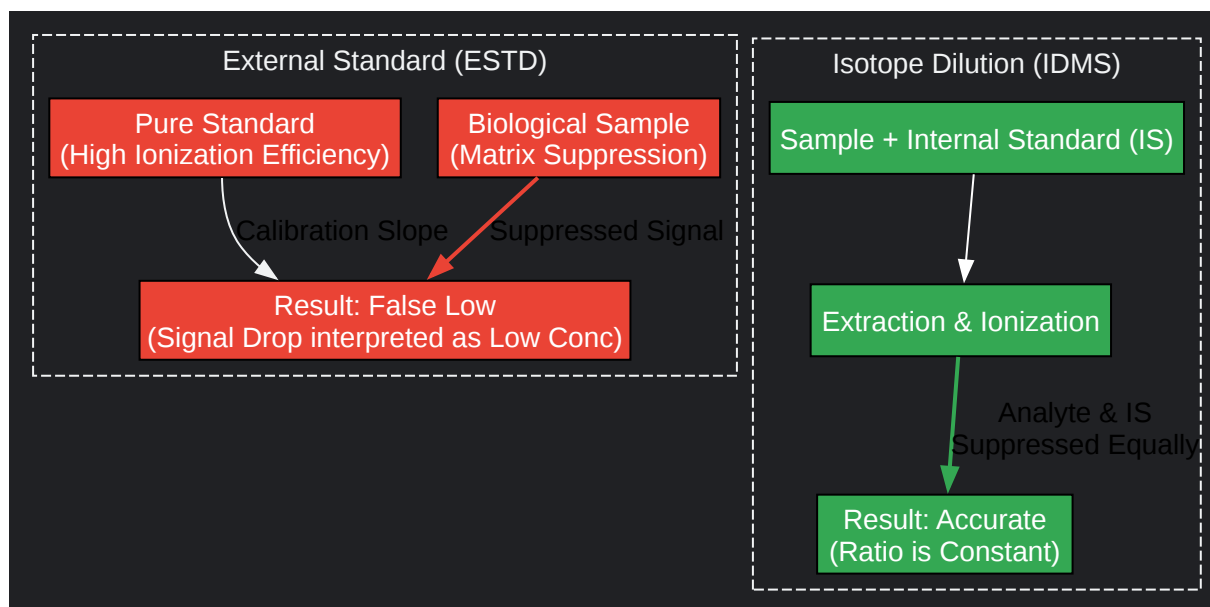 External Standard (ESTD)
Pure Standard
(High Ionization Efficiency)
Biological Sample
(Matrix Suppression)
Calibration Slope
Suppressed Signal
Result: False Low
(Signal Drop interpreted as Low Conc)
Isotope Dilution (IDMS)
Sample + Internal Standard (IS)
Extraction & Ionization
Analyte & IS
Suppressed Equally
Result: Accurate
(Ratio is Constant)